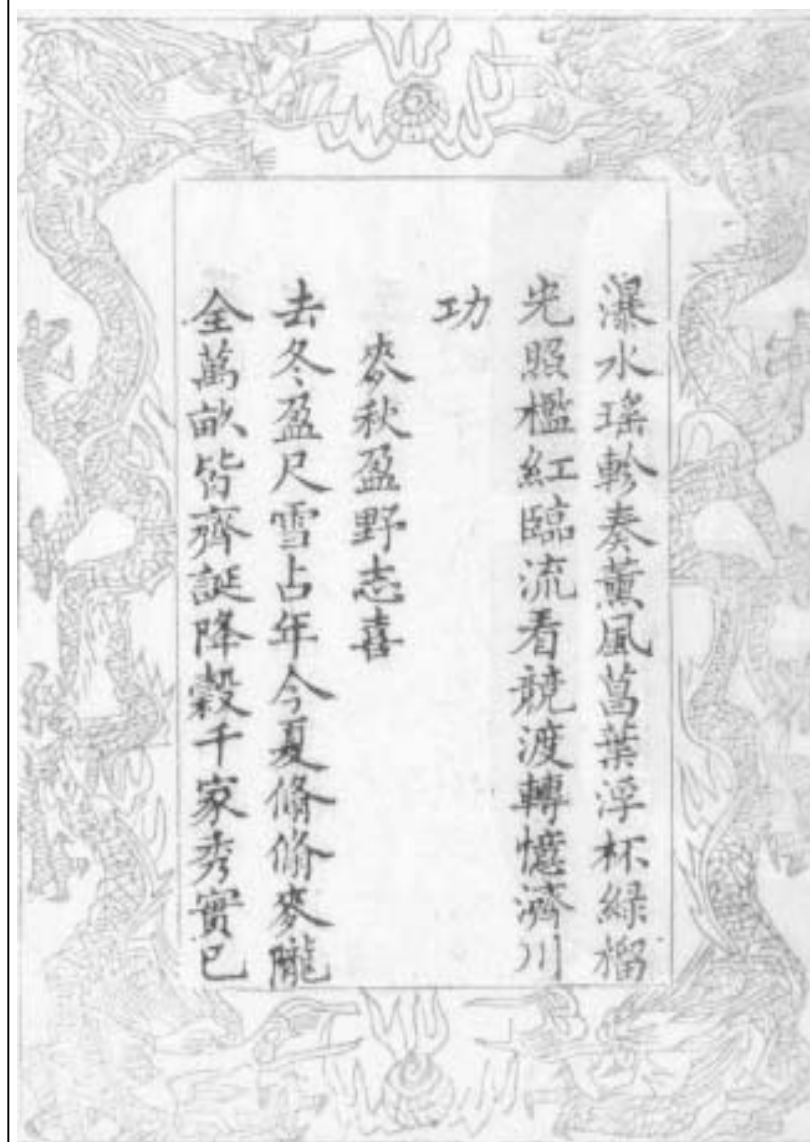 瀑水瑤軫奏薰風菖葉浮杯綠榴
光照檻紅臨流看競渡轉憶濟川
功
麥秋盈野志喜
去冬盈尺雪占年今夏脩脩麥隴
全萬畝皆齊誕降穀千家秀實已